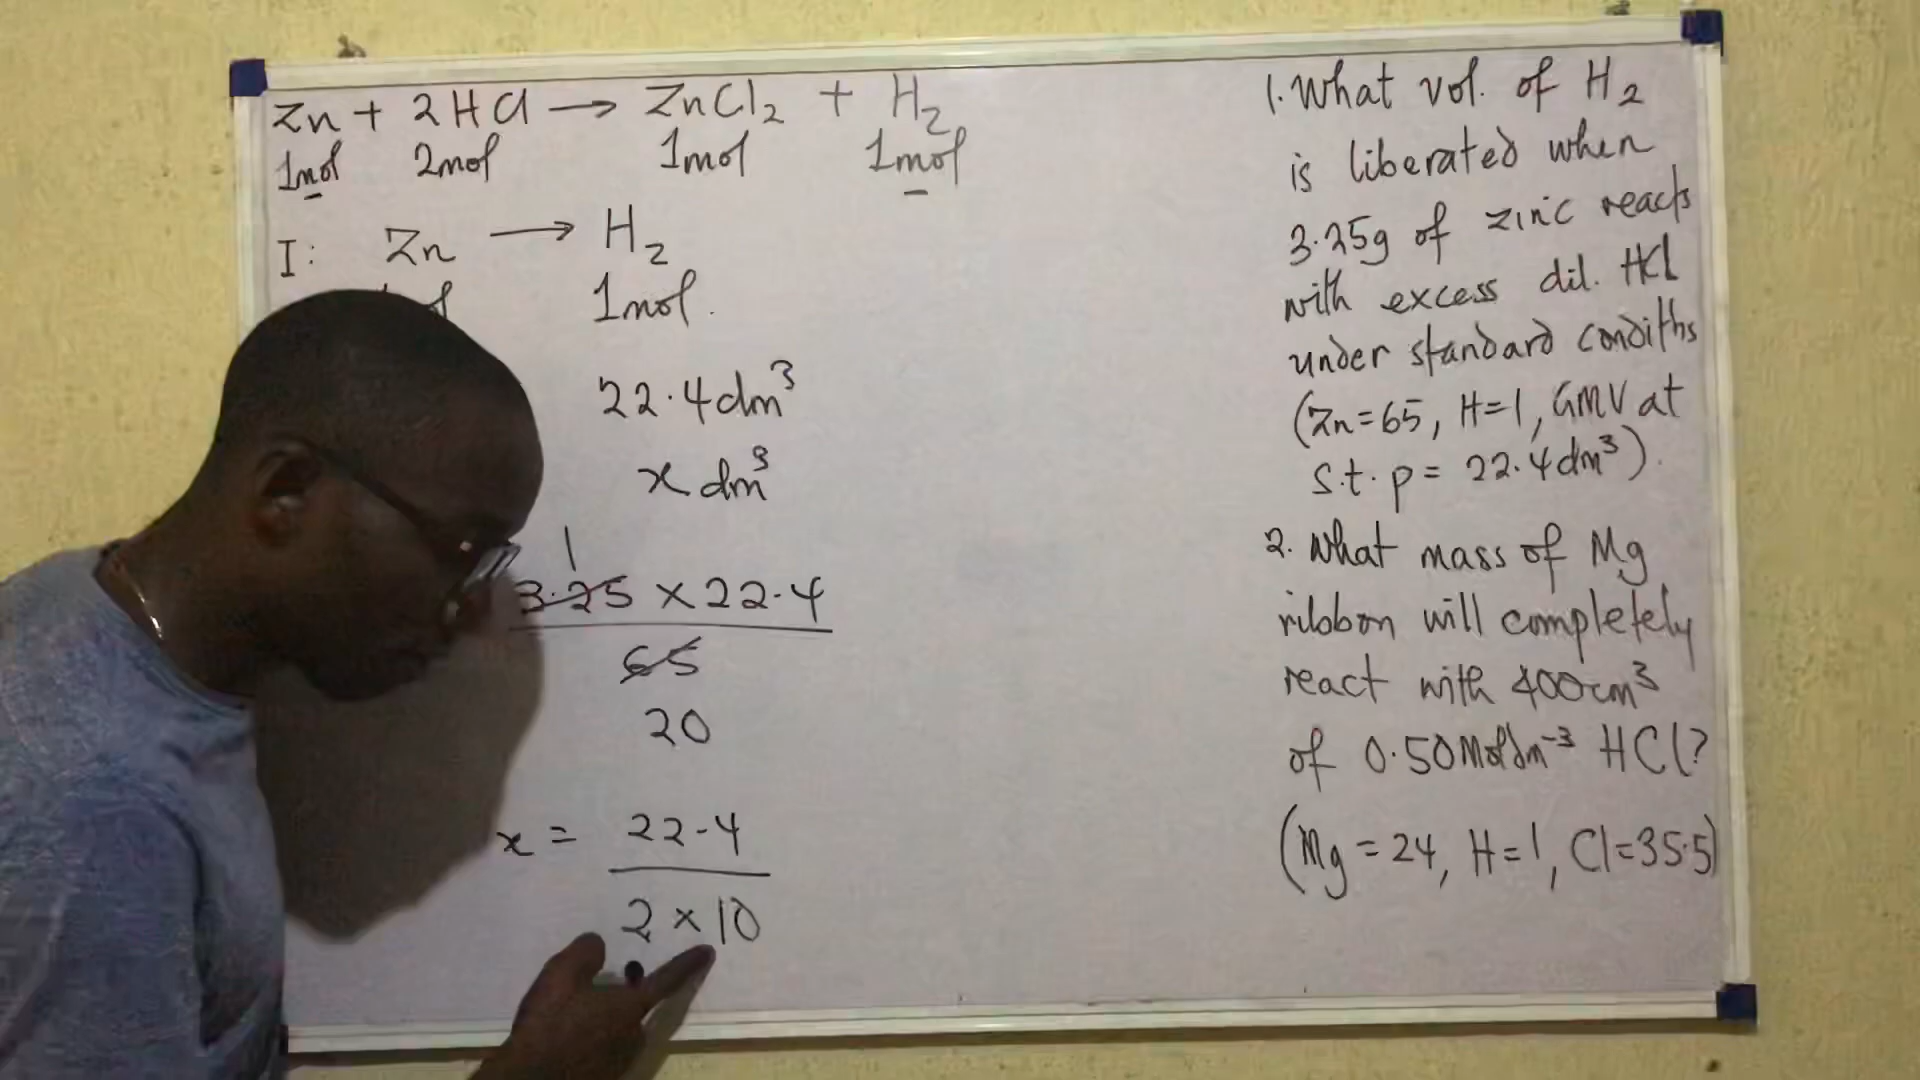 Zn + 2HCl → ZnCl₂ + H₂
1mol 2mol 1mol 1mol
I: Zn → H₂
1mol.
22.4dm³
x dm³
1
3.25 x 22.4
65
20
x = 22.4
2 x 10
1. What vol. of H₂
is liberated when
3.25g of zinc reacts
with excess dil. HCl
under standard condiths
(Zn=65, H=1, GMV at
s.t.p = 22.4dm³).
2. What mass of Mg
ribbon will completely
react with 400cm³
of 0.50Moldm⁻³ HCl?
(Mg = 24, H=1, Cl=35.5)